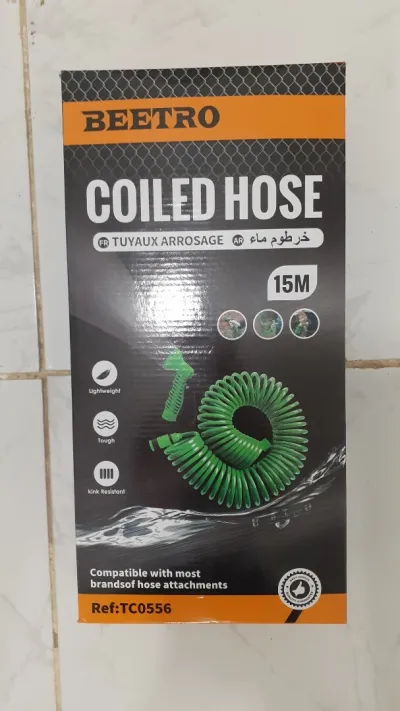 BEETRO
COILED HOSE
FR TUYAUX ARROSAGE AR خرطوم ماء
15M
Lightweight
Tough
kink Resistant
Compatible with most
brandsof hose attachments
Ref:TC0556